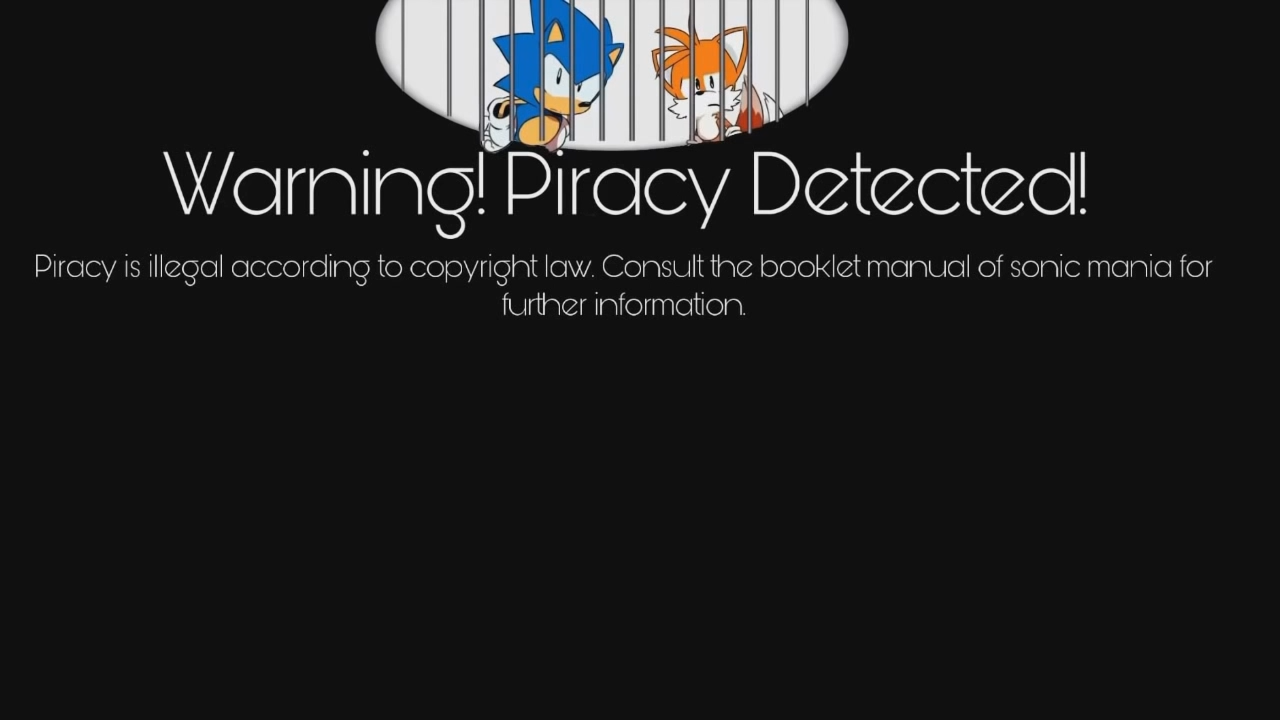 Warning! Piracy Detected!
Piracy is illegal according to copyright law. Consult the booklet manual of sonic mania for
further information.